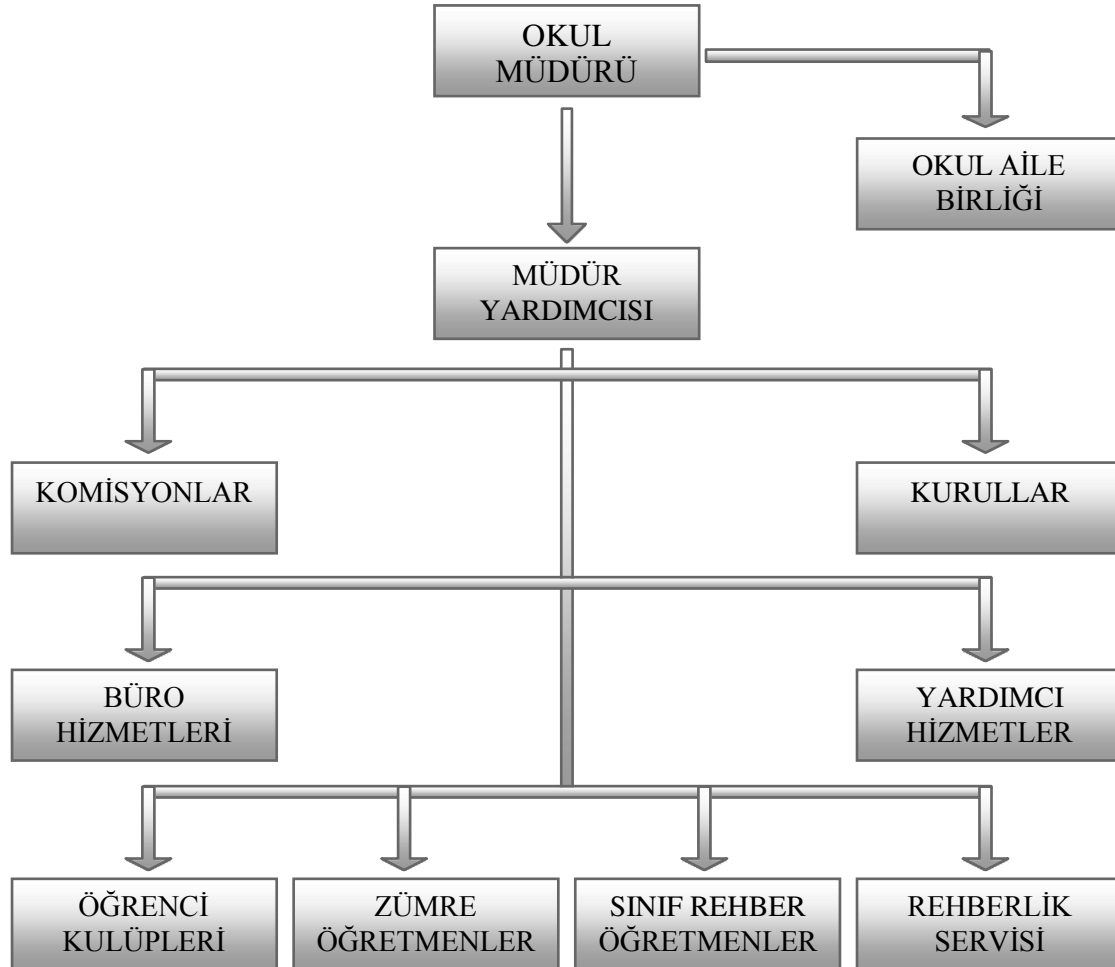 OKUL
MÜDÜRÜ
OKUL AİLE
BİRLİĞİ
MÜDÜR
YARDIMCISI
KOMİSYONLAR
KURULLAR
BÜRO
HİZMETLERİ
YARDIMCI
HİZMETLER
ÖĞRENCİ
KULÜPLERİ
ZÜMRE
ÖĞRETMENLER
SINIF REHBER
ÖĞRETMENLER
REHBERLİK
SERVİSİ